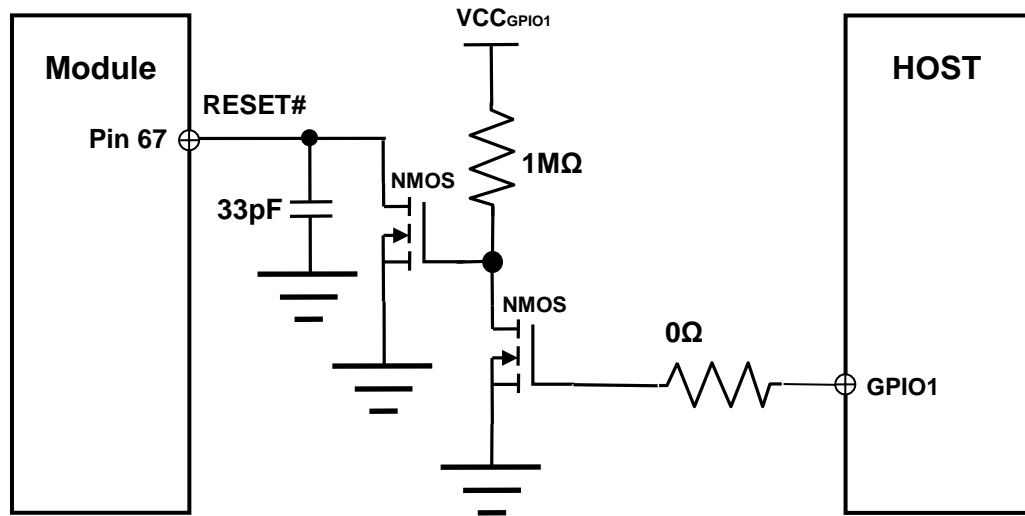 VCCGPIO1
Module
HOST
RESET#
Pin 67
1MΩ
NMOS
33pF
NMOS
0Ω
GPIO1